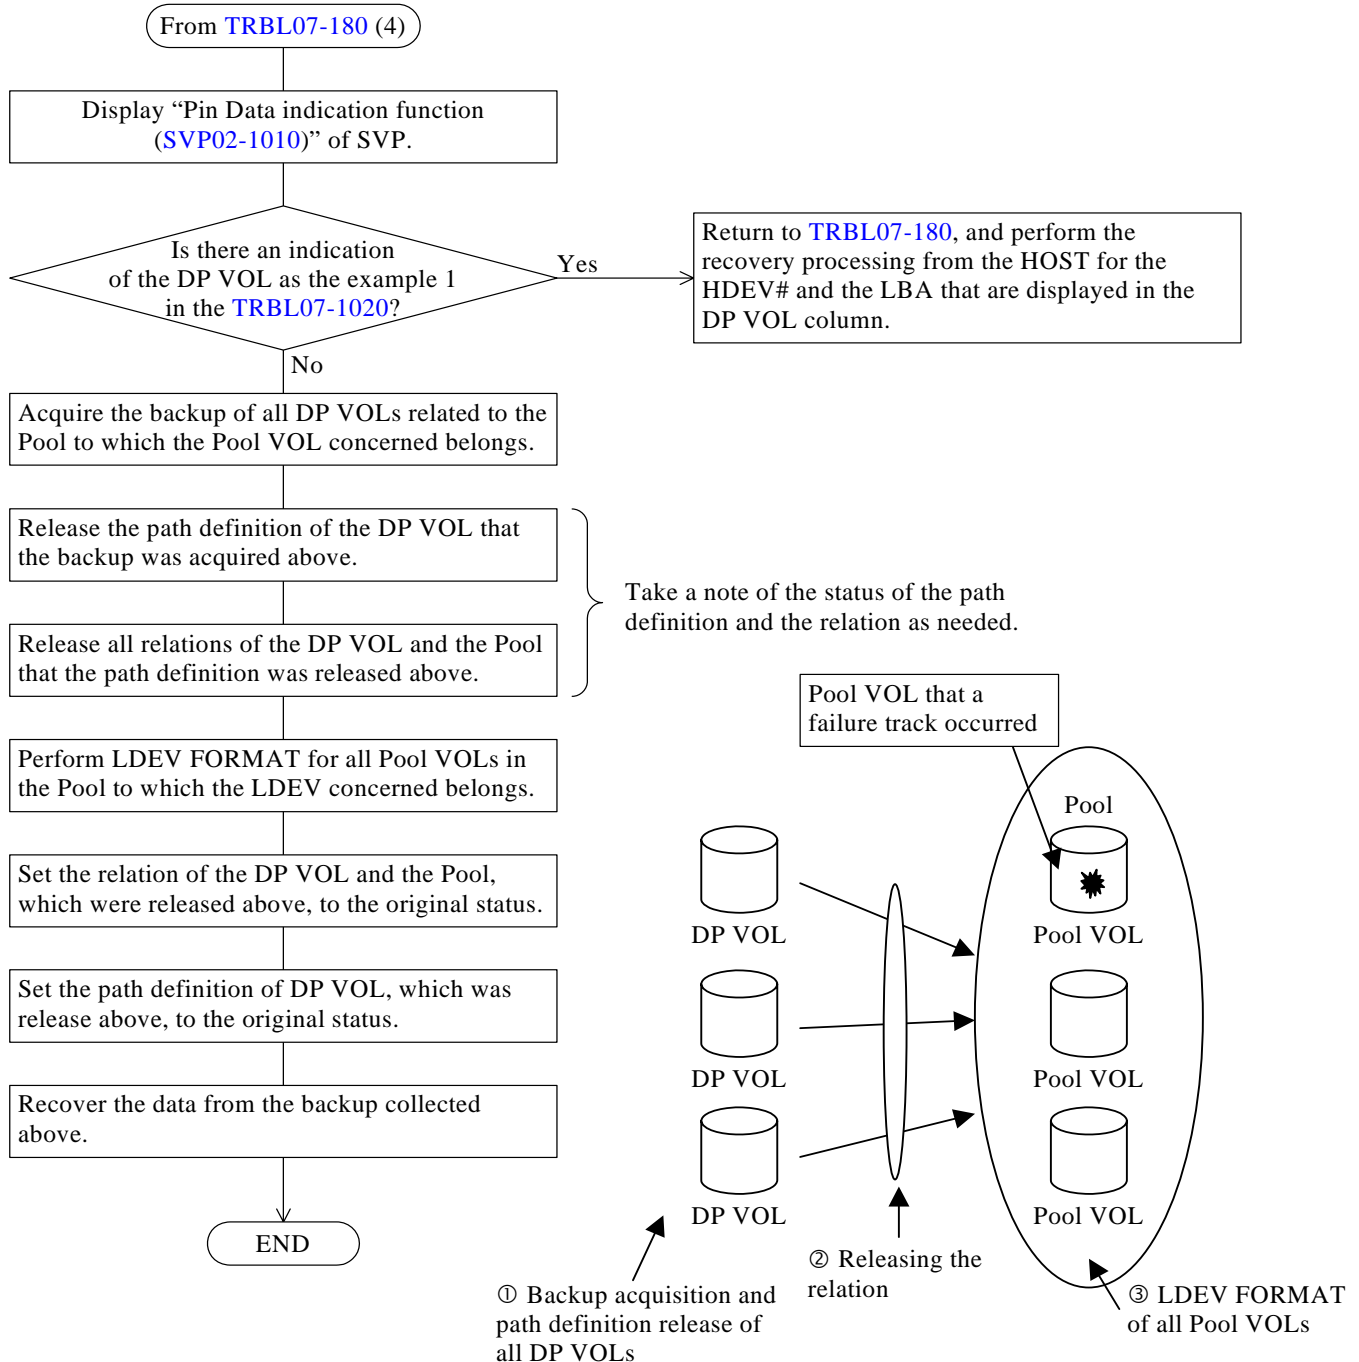 From TRBL07-180 (4)
Display “Pin Data indication function
(SVP02-1010)” of SVP.
Is there an indication
of the DP VOL as the example 1
in the TRBL07-1020?
Yes
Return to TRBL07-180, and perform the
recovery processing from the HOST for the
HDEV# and the LBA that are displayed in the
DP VOL column.
No
Acquire the backup of all DP VOLs related to the
Pool to which the Pool VOL concerned belongs.
Release the path definition of the DP VOL that
the backup was acquired above.
Release all relations of the DP VOL and the Pool
that the path definition was released above.
Take a note of the status of the path
definition and the relation as needed.
Perform LDEV FORMAT for all Pool VOLs in
the Pool to which the LDEV concerned belongs.
Set the relation of the DP VOL and the Pool,
which were released above, to the original status.
Set the path definition of DP VOL, which was
release above, to the original status.
Recover the data from the backup collected
above.
END
Pool VOL that a
failure track occurred
Pool
DP VOL
Pool VOL
DP VOL
Pool VOL
DP VOL
Pool VOL
① Backup acquisition and
path definition release of
all DP VOLs
② Releasing the
relation
③ LDEV FORMAT
of all Pool VOLs